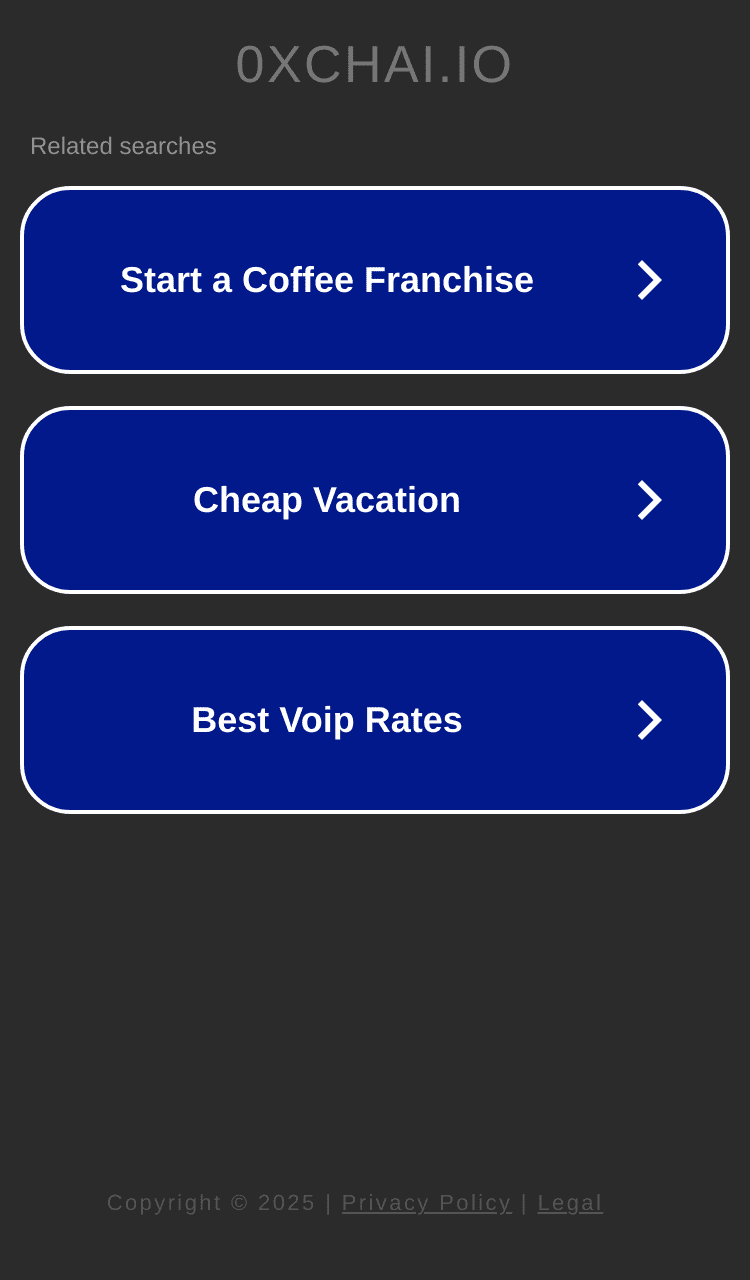 0XCHAI.IO
Related searches
Start a Coffee Franchise
Cheap Vacation
Best Voip Rates
Copyright © 2025 | Privacy Policy | Legal